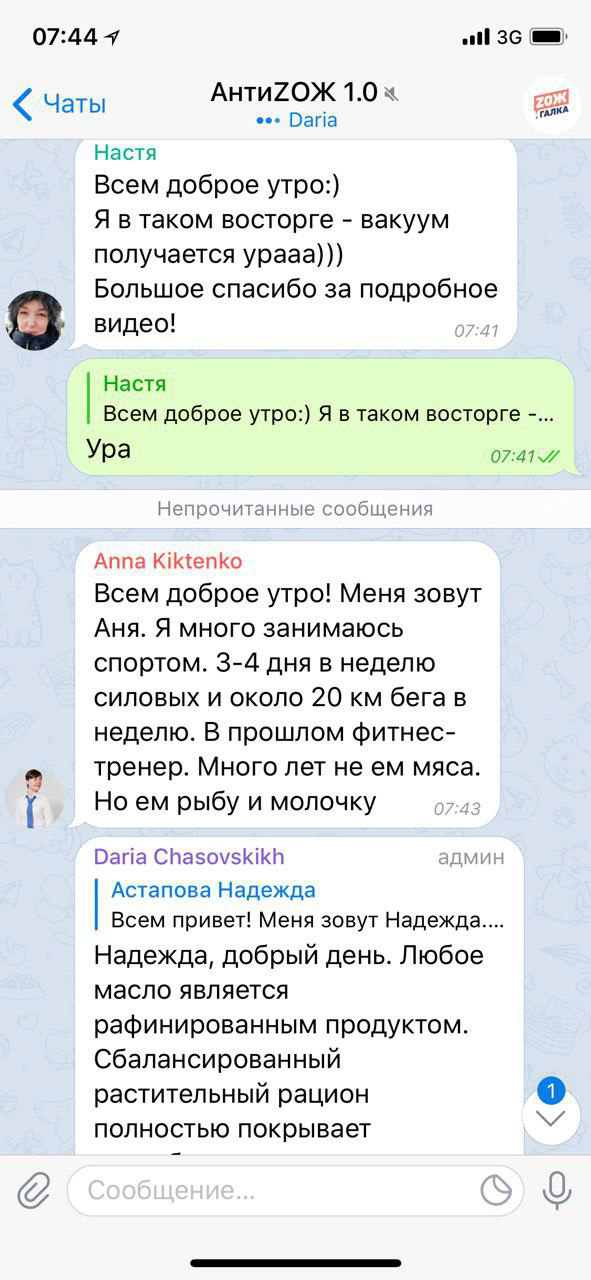 07:44
3G
Чаты
АнтиZОЖ 1.0
Daria
ZОЖ
ГАЛКА
Настя
Всем доброе утро:)
Я в таком восторге - вакуум
получается урааа)))
Большое спасибо за подробное
видео!
07:41
Настя
Всем доброе утро:) Я в таком восторге -...
Ура
07:41
Непрочитанные сообщения
Anna Kiktenko
Всем доброе утро! Меня зовут
Аня. Я много занимаюсь
спортом. 3-4 дня в неделю
силовых и около 20 км бега в
неделю. В прошлом фитнес-
тренер. Много лет не ем мяса.
Но ем рыбу и молочку
07:43
Daria Chasovskikh
админ
Астапова Надежда
Всем привет! Меня зовут Надежда....
Надежда, добрый день. Любое
масло является
рафинированным продуктом.
Сбалансированный
растительный рацион
полностью покрывает
1
Сообщение...